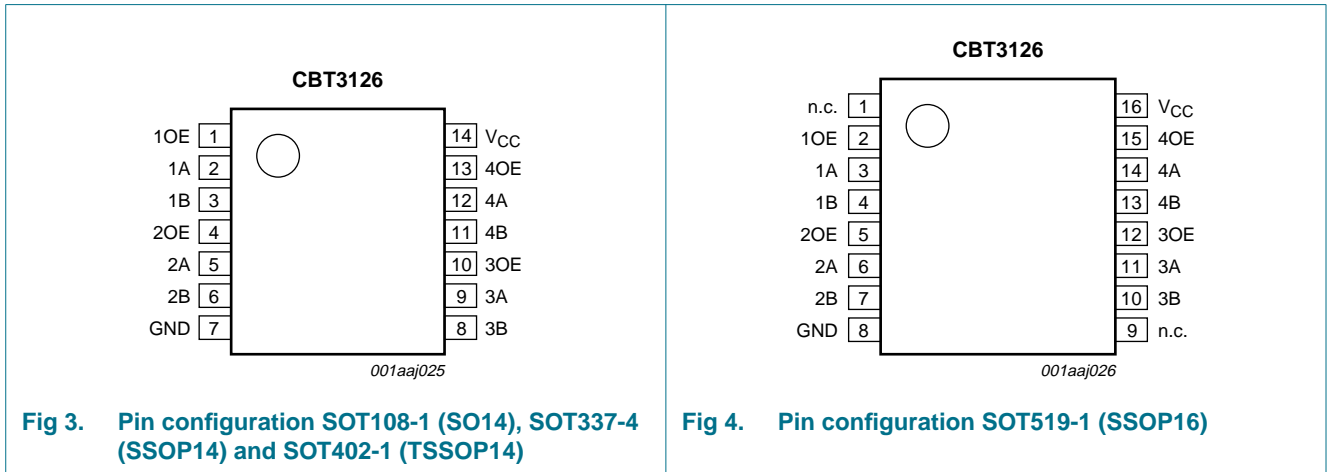 CBT3126
1OE 1
1A 2
1B 3
2OE 4
2A 5
2B 6
GND 7
14 VCC
13 4OE
12 4A
11 4B
10 3OE
9 3A
8 3B
001aaj025
Fig 3. Pin configuration SOT108-1 (SO14), SOT337-4
(SSOP14) and SOT402-1 (TSSOP14)
CBT3126
n.c. 1
1OE 2
1A 3
1B 4
2OE 5
2A 6
2B 7
GND 8
16 VCC
15 4OE
14 4A
13 4B
12 3OE
11 3A
10 3B
9 n.c.
001aaj026
Fig 4. Pin configuration SOT519-1 (SSOP16)